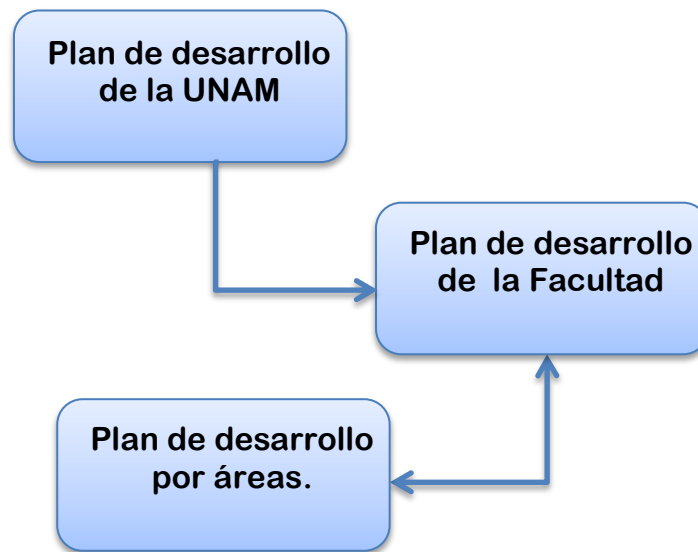 Plan de desarrollo
de la UNAM
Plan de desarrollo
de la Facultad
Plan de desarrollo
por áreas.